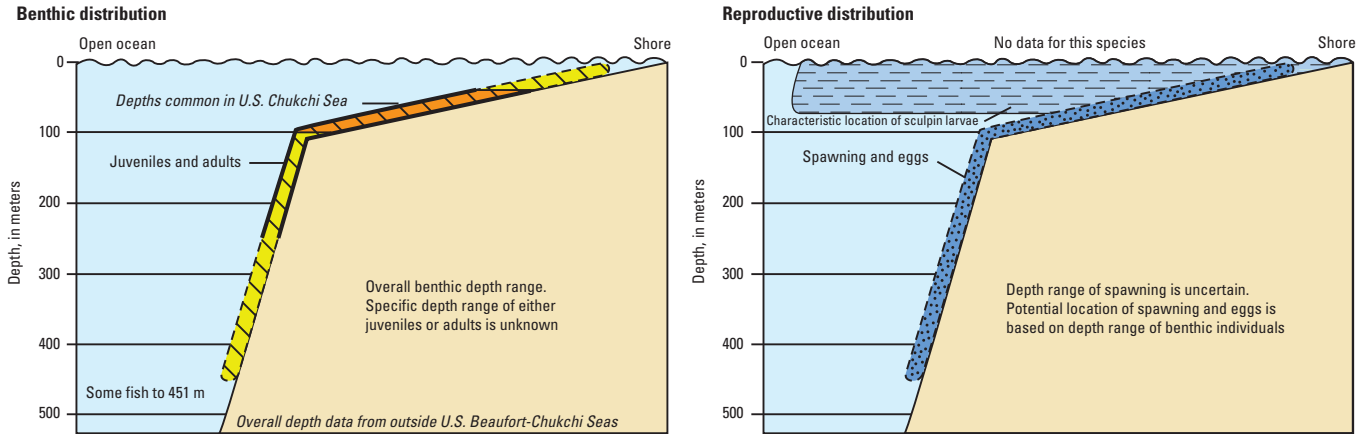 Benthic distribution
Open ocean
Shore
0
100
200
300
400
500
Depth, in meters
Depths common in U.S. Chukchi Sea
Juveniles and adults
Overall benthic depth range.
Specific depth range of either
juveniles or adults is unknown
Some fish to 451 m
Overall depth data from outside U.S. Beaufort-Chukchi Seas
Reproductive distribution
Open ocean
No data for this species
Shore
0
100
200
300
400
500
Depth, in meters
Characteristic location of sculpin larvae
Spawning and eggs
Depth range of spawning is uncertain.
Potential location of spawning and eggs is
based on depth range of benthic individuals